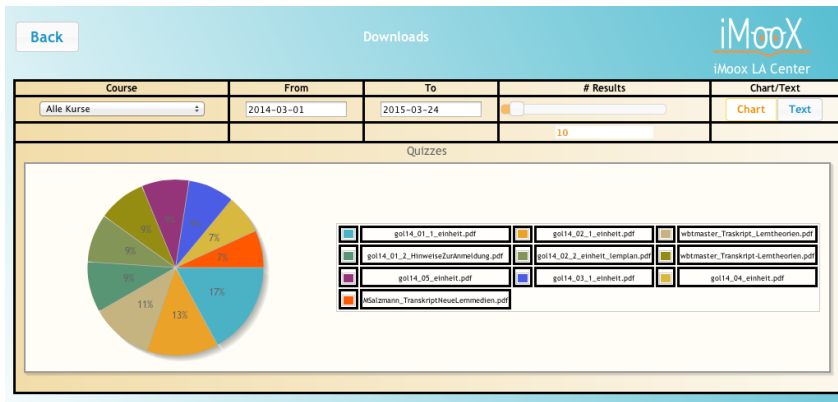 Back
Downloads
iMooX
iMoox LA Center
Course From To # Results Chart/Text
Alle Kurse 2014-03-01 2015-03-24 Chart Text
10
Quizzes
7%
9%
7%
9%
9%
17%
11%
13%
gol14_01_1_einheit.pdf gol14_02_1_einheit.pdf wbtmaster_Traskript_Lerntheorien.pdf
gol14_01_2_HinweiseZurAnmeldung.pdf gol14_02_2_einheit_lernplan.pdf wbtmaster_Transkript-Lerntheorien.pdf
gol14_05_einheit.pdf gol14_03_1_einheit.pdf gol14_04_einheit.pdf
MSalzmann_TranskriptNeueLernmedien.pdf